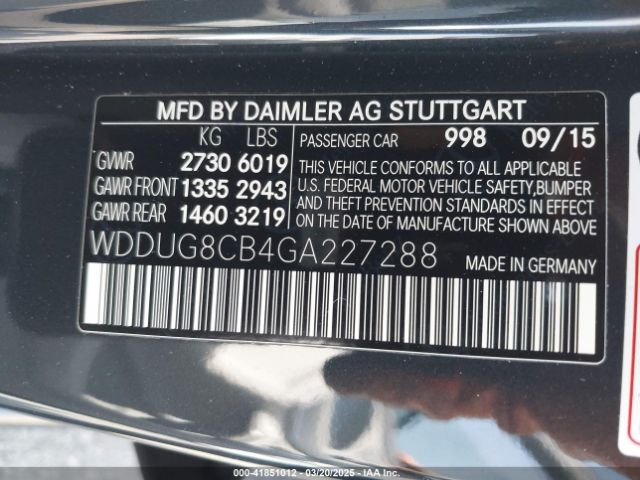 MFD BY DAIMLER AG STUTTGART
KG LBS PASSENGER CAR 998 09/15
GVWR 2730 6019
GAWR FRONT 1335 2943
GAWR REAR 1460 3219
THIS VEHICLE CONFORMS TO ALL APPLICABLE
U.S. FEDERAL MOTOR VEHICLE SAFETY,BUMPER
AND THEFT PREVENTION STANDARDS IN EFFECT
ON THE DATE OF MANUFACTURE SHOWN ABOVE
WDDUG8CB4GA227288 MADE IN GERMANY
000-41851012 - 03/20/2025 - IAA Inc.